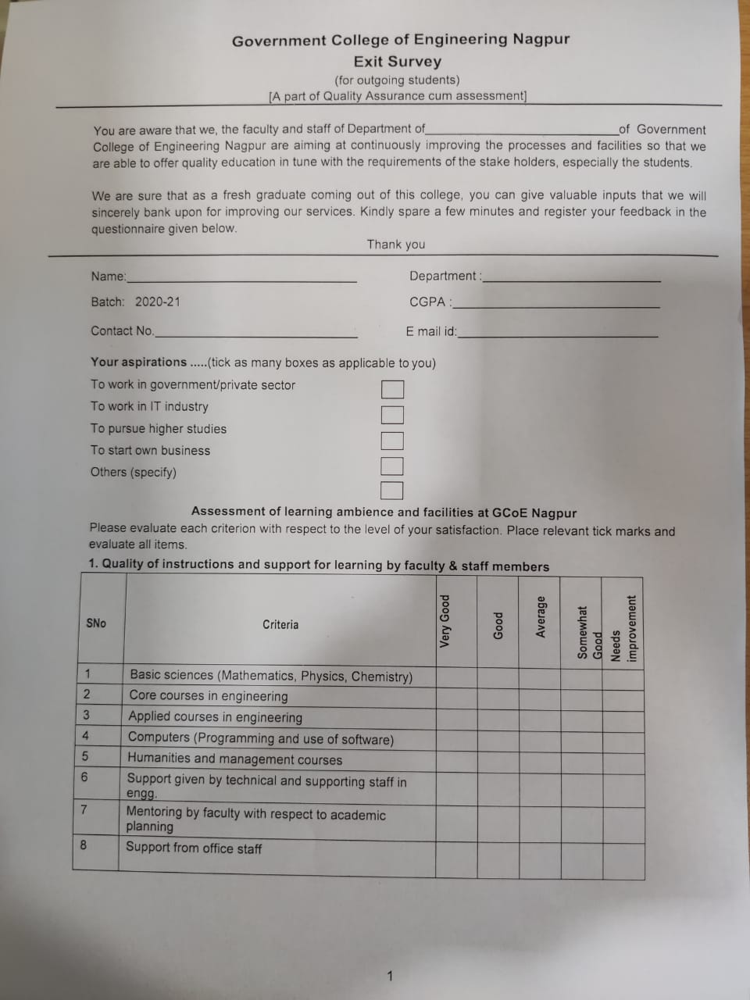 Government College of Engineering Nagpur
Exit Survey
(for outgoing students)
[A part of Quality Assurance cum assessment]
You are aware that we, the faculty and staff of Department of__________________________of Government
College of Engineering Nagpur are aiming at continuously improving the processes and facilities so that we
are able to offer quality education in tune with the requirements of the stake holders, especially the students.
We are sure that as a fresh graduate coming out of this college, you can give valuable inputs that we will
sincerely bank upon for improving our services. Kindly spare a few minutes and register your feedback in the
questionnaire given below.
Thank you
Name:______________________________ Department :________________________
Batch: 2020-21 CGPA :____________________________
Contact No.___________________________ E mail id:___________________________
Your aspirations .....(tick as many boxes as applicable to you)
To work in government/private sector
To work in IT industry
To pursue higher studies
To start own business
Others (specify)
Assessment of learning ambience and facilities at GCoE Nagpur
Please evaluate each criterion with respect to the level of your satisfaction. Place relevant tick marks and
evaluate all items.
1. Quality of instructions and support for learning by faculty & staff members
SNo Criteria Very Good Good Average Somewhat Good Needs improvement
1 Basic sciences (Mathematics, Physics, Chemistry)
2 Core courses in engineering
3 Applied courses in engineering
4 Computers (Programming and use of software)
5 Humanities and management courses
6 Support given by technical and supporting staff in
engg.
7 Mentoring by faculty with respect to academic
planning
8 Support from office staff
1